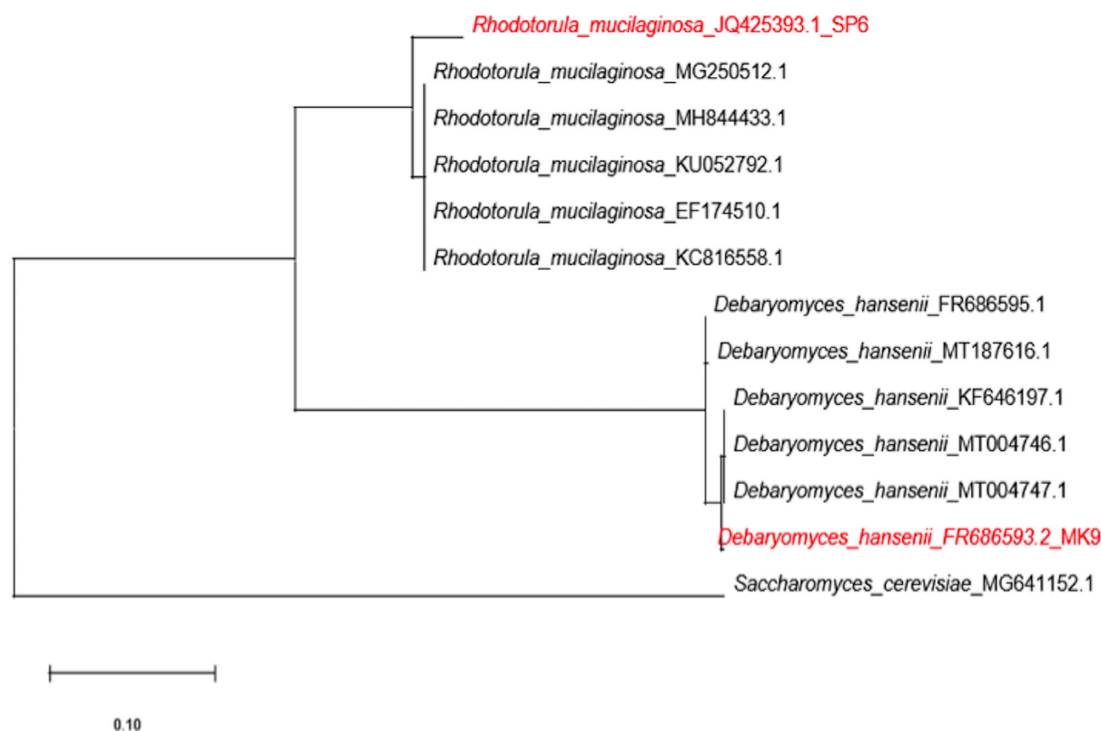 Rhodotorula_mucilaginosa_JQ425393.1_SP6
Rhodotorula_mucilaginosa_MG250512.1
Rhodotorula_mucilaginosa_MH844433.1
Rhodotorula_mucilaginosa_KU052792.1
Rhodotorula_mucilaginosa_EF174510.1
Rhodotorula_mucilaginosa_KC816558.1
Debaryomyces_hansenii_FR686595.1
Debaryomyces_hansenii_MT187616.1
Debaryomyces_hansenii_KF646197.1
Debaryomyces_hansenii_MT004746.1
Debaryomyces_hansenii_MT004747.1
Debaryomyces_hansenii_FR686593.2_MK9
Saccharomyces_cerevisiae_MG641152.1
0.10